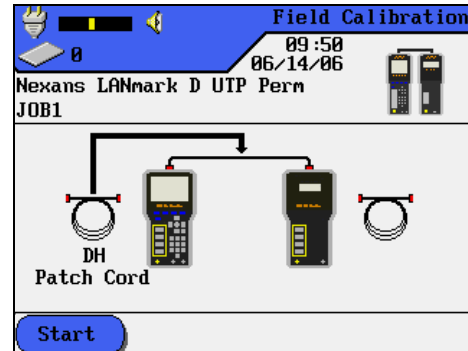 Field Calibration
0
09:50
06/14/06
Nexans LANmark D UTP Perm
JOB1
DH
Patch Cord
Start